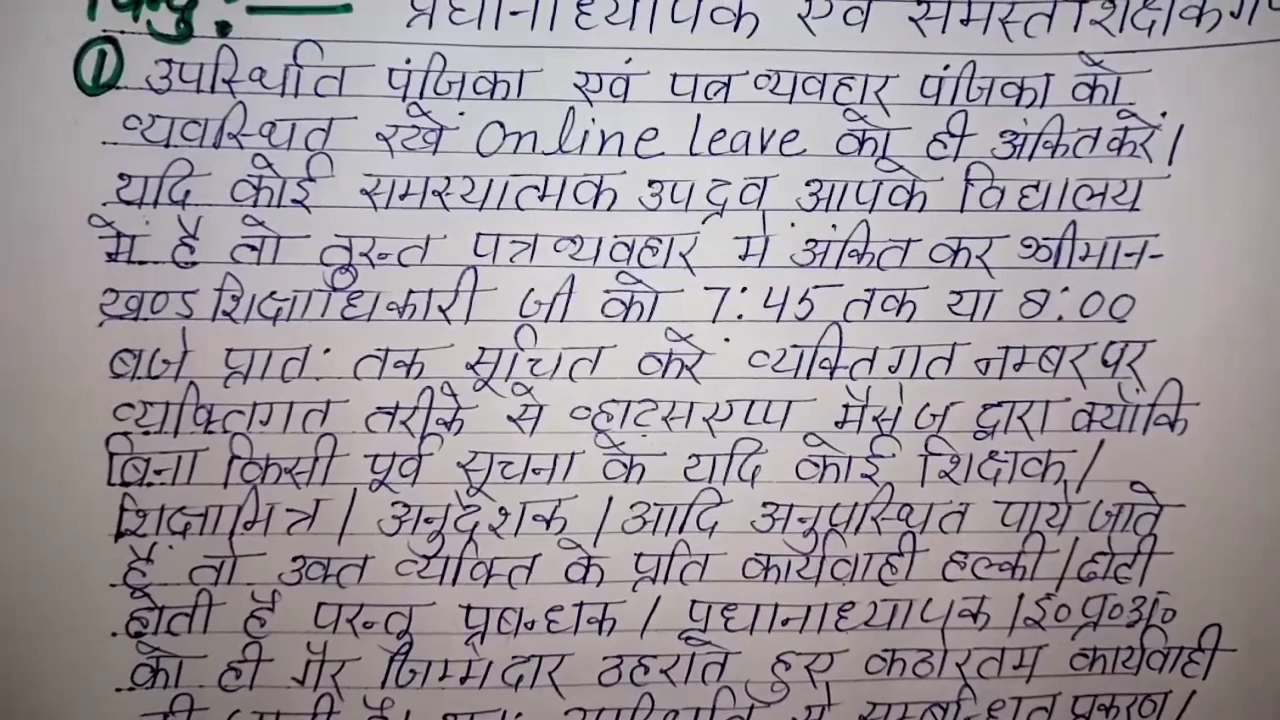 बिन्दु:— प्रधानाध्यापक एवं समस्त शिक्षकगण
① उपस्थिति पंजिका एवं पत्र व्यवहार पंजिका को
व्यवस्थित रखें Online leave को ही अंकित करें।
यदि कोई समस्यात्मक उपद्रव आपके विद्यालय
में है तो तुरन्त पत्र व्यवहार में अंकित कर श्रीमान-
खण्ड शिक्षाधिकारी जी को 7:45 तक या 8:00
बजे प्रात: तक सूचित करें व्यक्तिगत नम्बर पर
व्यक्तिगत तरीके से व्हाट्सएप्प मैसेज द्वारा क्योंकि
बिना किसी पूर्व सूचना के यदि कोई शिक्षक/
शिक्षामित्र/अनुदेशक/आदि अनुपस्थित पाये जाते
हैं तो उक्त व्यक्ति के प्रति कार्यवाही हल्की/छोटी
होती है परन्तु प्रबन्धक/प्रधानाध्यापक/इ०प्र०अ०
को ही गैर जिम्मेदार ठहराते हुए कठोरतम कार्यवाही
उपस्थिति से सम्बन्धित प्रकरण/